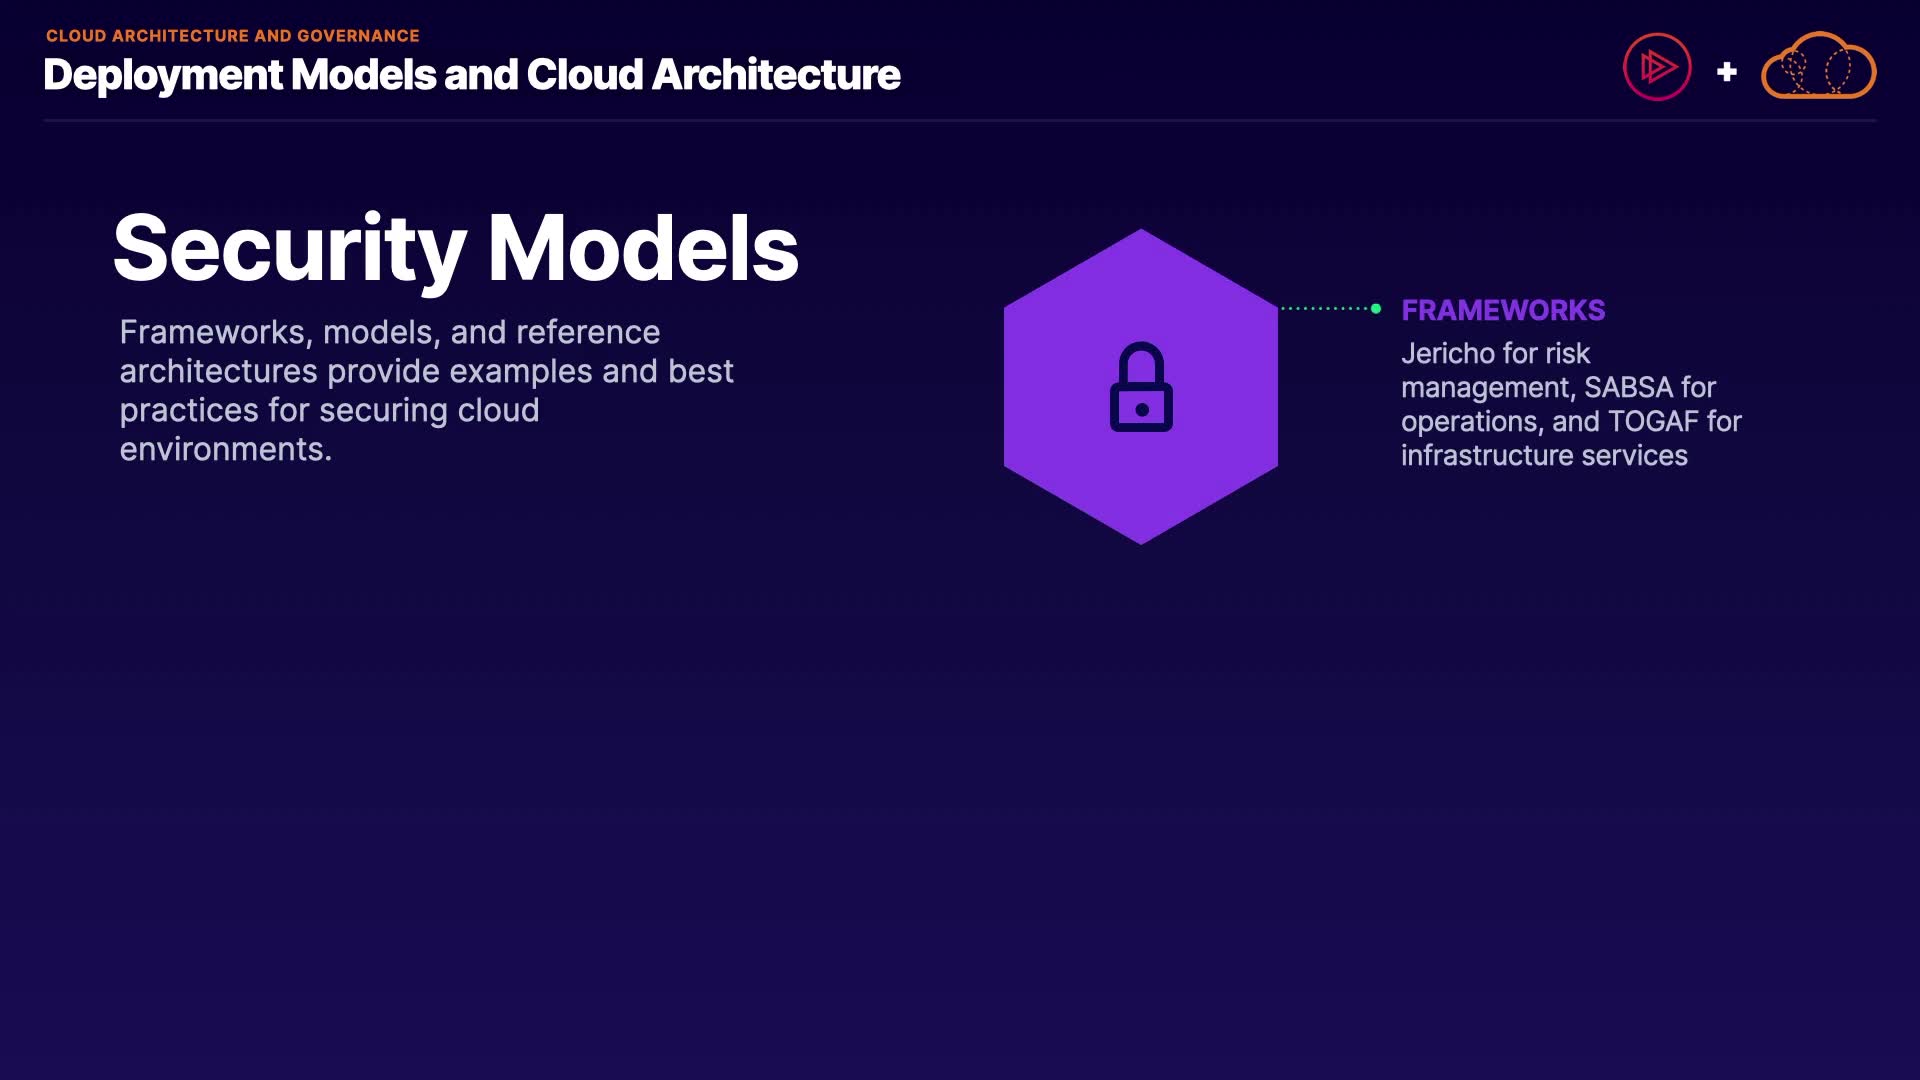 CLOUD ARCHITECTURE AND GOVERNANCE
Deployment Models and Cloud Architecture
Security Models
Frameworks, models, and reference
architectures provide examples and best
practices for securing cloud
environments.
FRAMEWORKS
Jericho for risk
management, SABSA for
operations, and TOGAF for
infrastructure services